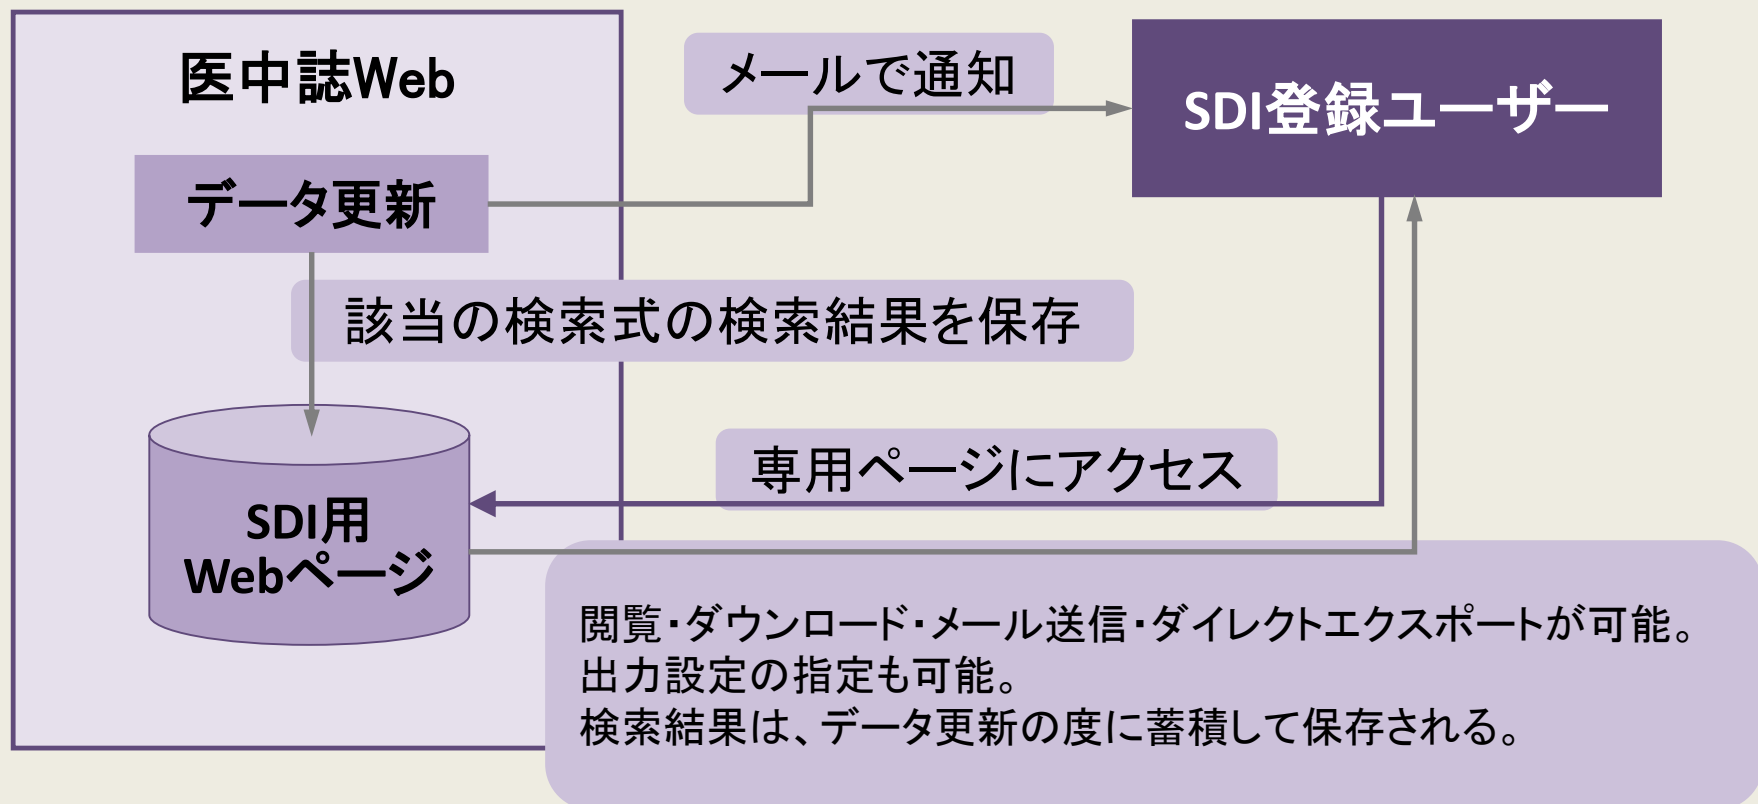 医中誌Web
メールで通知
SDI登録ユーザー
データ更新
該当の検索式の検索結果を保存
専用ページにアクセス
SDI用
Webページ
閲覧・ダウンロード・メール送信・ダイレクトエクスポートが可能。
出力設定の指定も可能。
検索結果は、データ更新の度に蓄積して保存される。